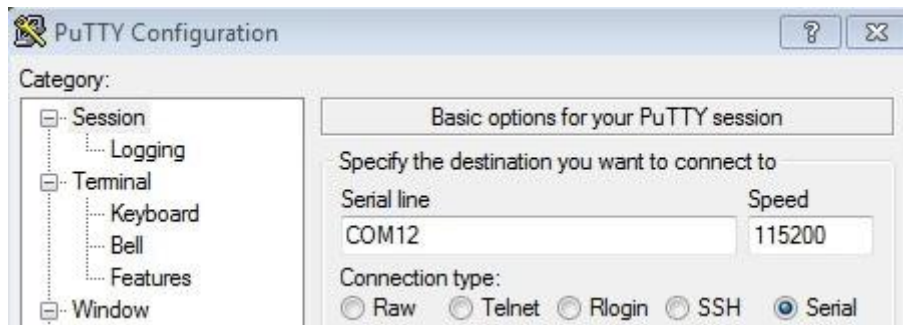 PuTTY Configuration
Category:
Session
Logging
Terminal
Keyboard
Bell
Features
Window
Basic options for your PuTTY session
Specify the destination you want to connect to
Serial line Speed
COM12 115200
Connection type:
Raw Telnet Rlogin SSH Serial